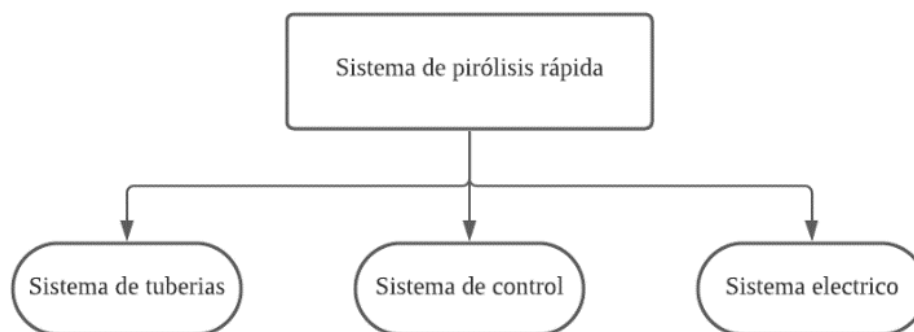 Sistema de pirólisis rápida
Sistema de tuberias
Sistema de control
Sistema electrico